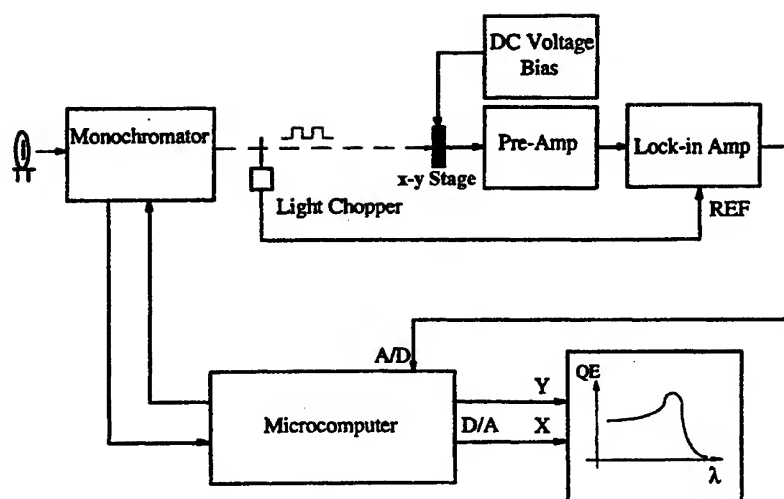 DC Voltage
Bias
Monochromator
Pre-Amp
Lock-in Amp
x-y Stage
Light Chopper
REF
A/D
Microcomputer
Y
D/A
X
QE
λ